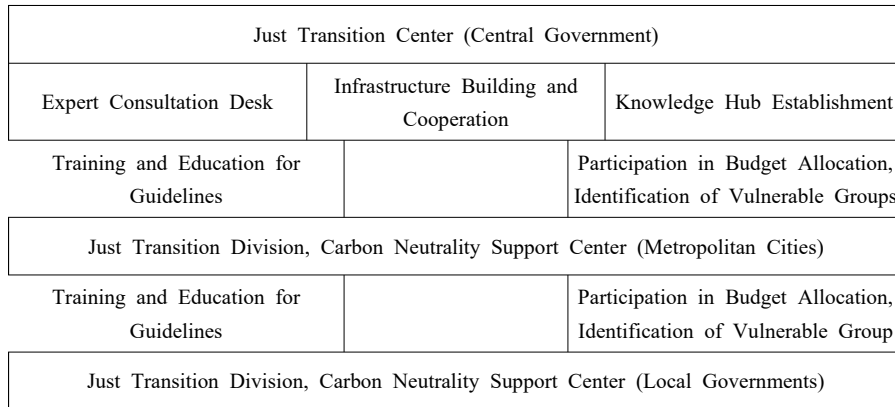 Just Transition Center (Central Government)
Expert Consultation Desk
Infrastructure Building and
Cooperation
Knowledge Hub Establishment
Training and Education for
Guidelines
Participation in Budget Allocation,
Identification of Vulnerable Groups
Just Transition Division, Carbon Neutrality Support Center (Metropolitan Cities)
Training and Education for
Guidelines
Participation in Budget Allocation,
Identification of Vulnerable Group
Just Transition Division, Carbon Neutrality Support Center (Local Governments)